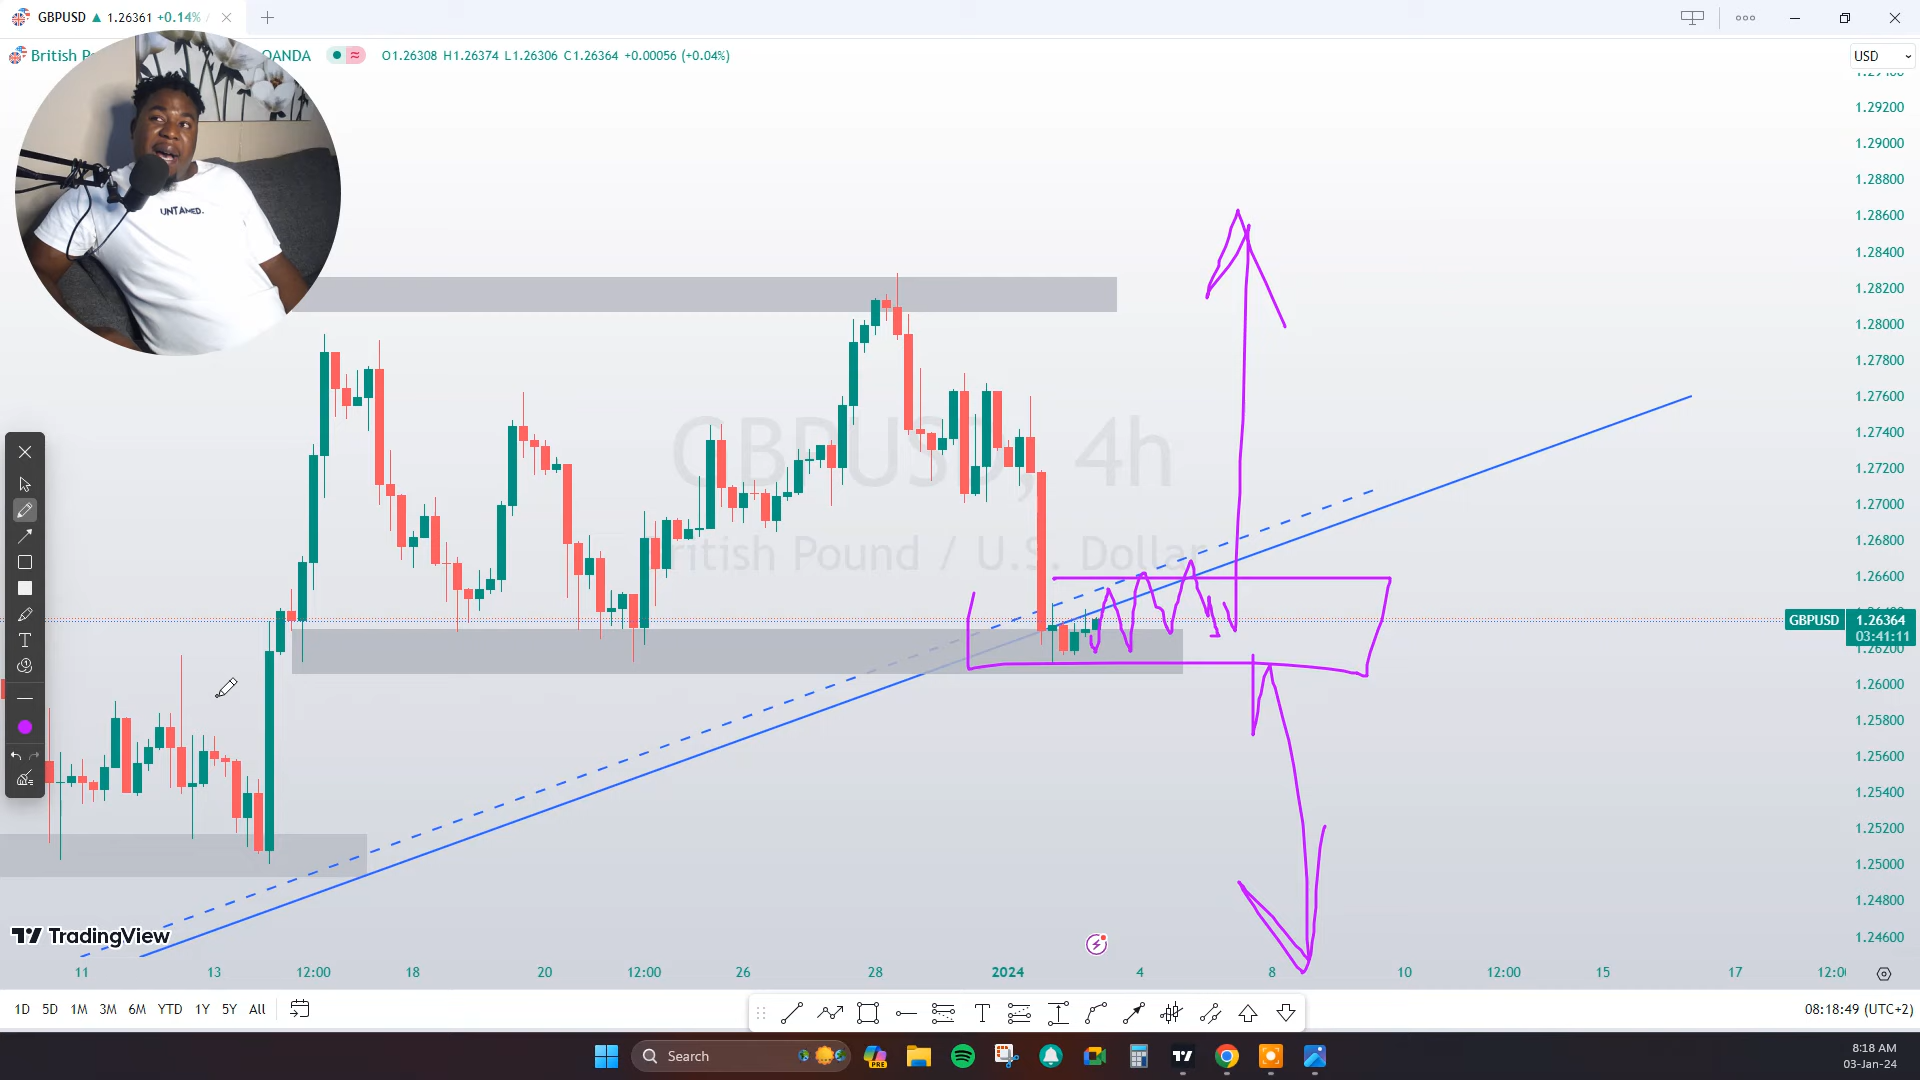 GBPUSD ▲ 1.26361 +0.14% /
British P OANDA O1.26308 H1.26374 L1.26306 C1.26364 +0.00056 (+0.04%)
USD
1.29200
1.29000
1.28800
UNTAMED.
1.28600
1.28400
1.28200
1.28000
1.27800
1.27600
GBPUSD, 4h
1.27400
1.27200
1.27000
1.26800
British Pound / U.S. Dollar
1.26600
GBPUSD 1.26364
03:41:11
1.26200
1.26000
1.25800
1.25600
1.25400
1.25200
1.25000
1.24800
1.24600
TradingView
11 13 12:00 18 20 12:00 26 28 2024 4 8 10 12:00 15 17
1D 5D 1M 3M 6M YTD 1Y 5Y All
08:18:49 (UTC+2)
Search
PRE
8:18 AM
03-Jan-24